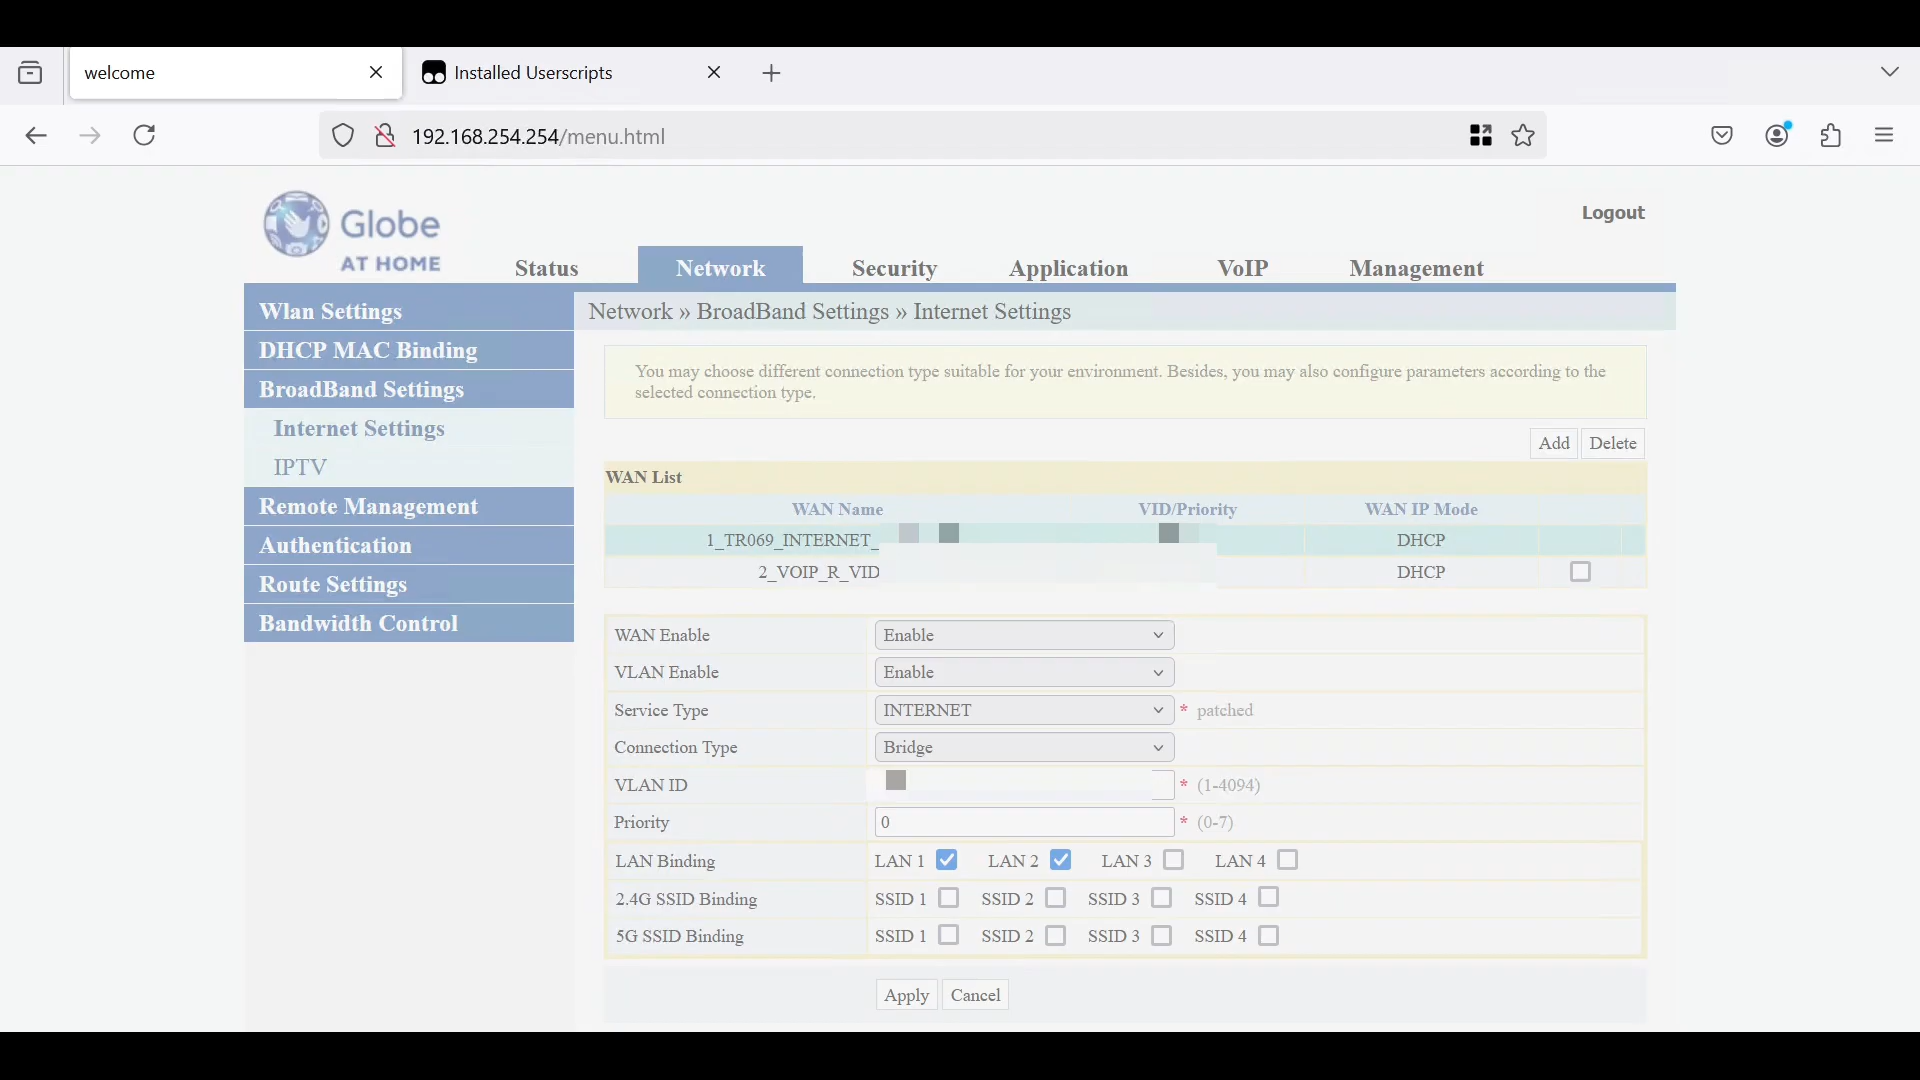 welcome
Installed Userscripts
192.168.254.254/menu.html
Globe
AT HOME
Logout
Status Network Security Application VoIP Management
Wlan Settings
DHCP MAC Binding
BroadBand Settings
Internet Settings
IPTV
Remote Management
Authentication
Route Settings
Bandwidth Control
Network » BroadBand Settings » Internet Settings
You may choose different connection type suitable for your environment. Besides, you may also configure parameters according to the
selected connection type.
Add Delete
WAN List
WAN Name VID/Priority WAN IP Mode
1_TR069_INTERNET_ DHCP
2_VOIP_R_VID DHCP
WAN Enable Enable
VLAN Enable Enable
Service Type INTERNET * patched
Connection Type Bridge
VLAN ID * (1-4094)
Priority 0 * (0-7)
LAN Binding LAN 1 LAN 2 LAN 3 LAN 4
2.4G SSID Binding SSID 1 SSID 2 SSID 3 SSID 4
5G SSID Binding SSID 1 SSID 2 SSID 3 SSID 4
Apply Cancel